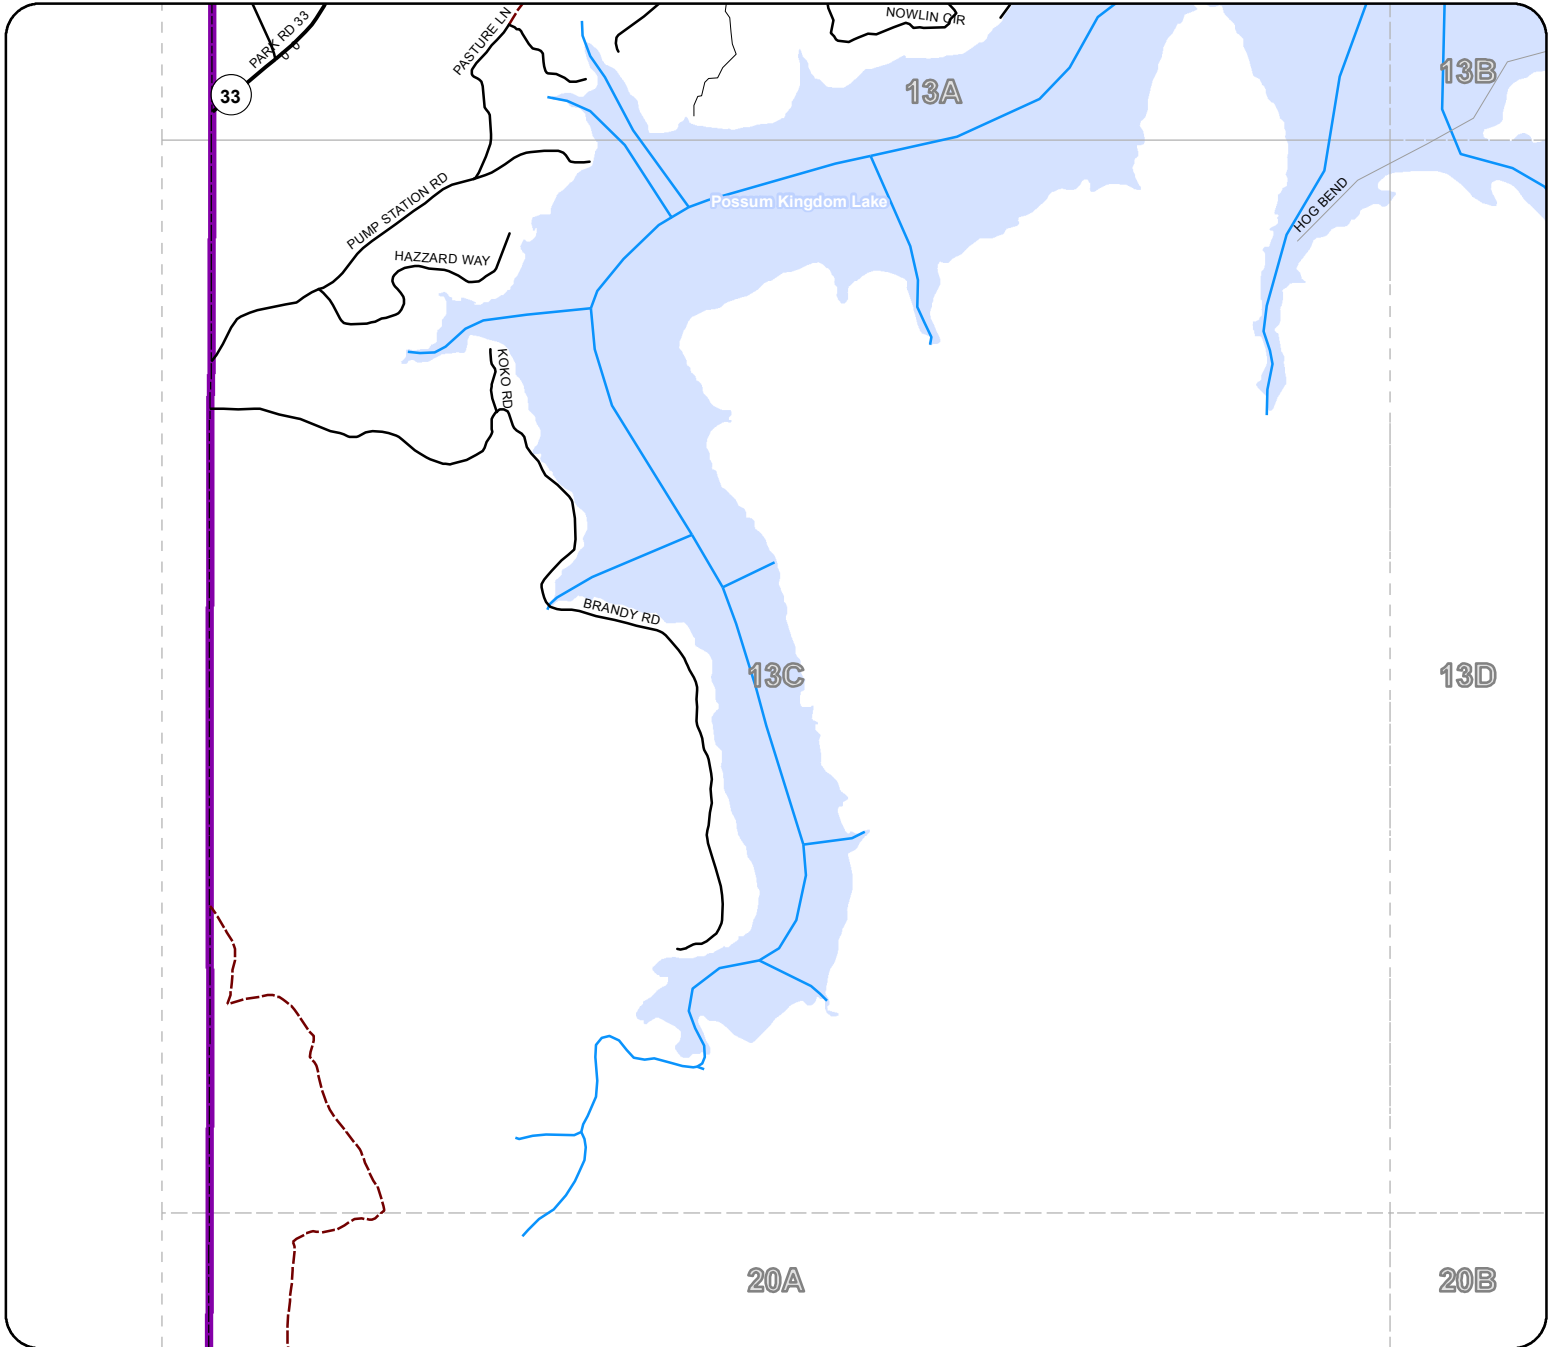 NOWLIN CIR
PARK RD 33
PASTURE LN
33
13A
13B
PUMP STATION RD
Possum Kingdom Lake
HOG BEND
HAZZARD WAY
KOKO RD
BRANDY RD
13C
13D
20A
20B